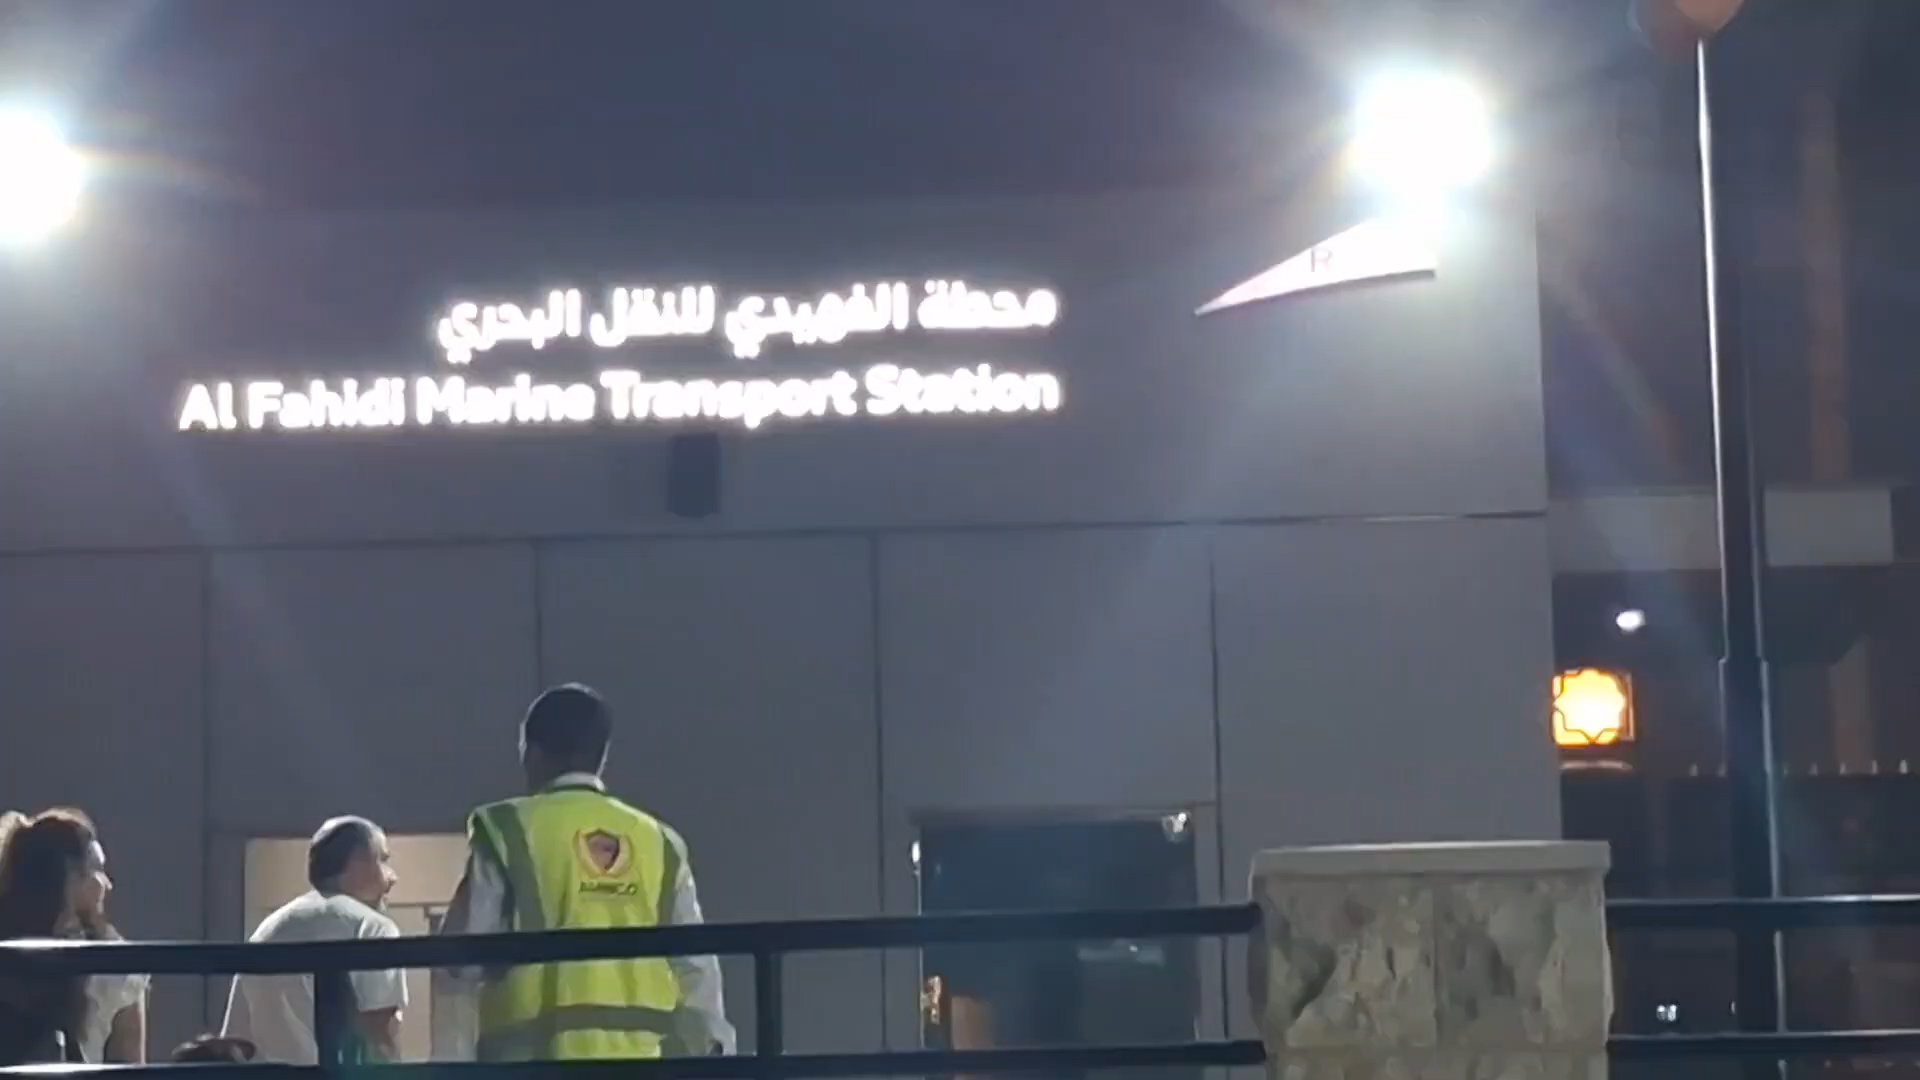 محطة الفهيدي للنقل البحري
Al Fahidi Marine Transport Station